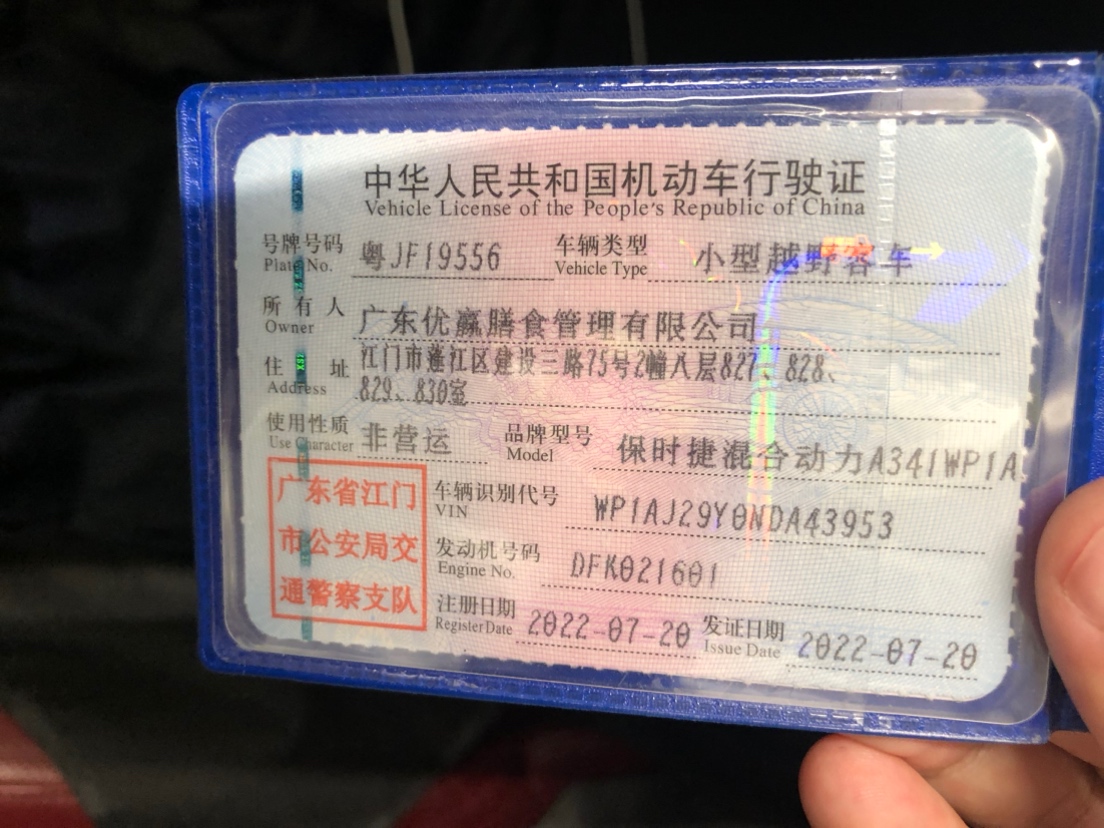 中华人民共和国机动车行驶证
Vehicle License of the People's Republic of China
号牌号码 粤JF19556 车辆类型 小型越野客车
Plate No. Vehicle Type
所有人 广东优赢膳食管理有限公司
Owner
住址 江门市蓬江区建设三路75号2幢八层827、828、
Address 829、830室
使用性质 非营运 品牌型号 保时捷混合动力A341WP1A
Use Character Model
广东省江门
市公安局交
通警察支队
车辆识别代号 WP1AJ29Y0NDA43953
VIN
发动机号码 DFK021601
Engine No.
注册日期 2022-07-20 发证日期 2022-07-20
Register Date Issue Date